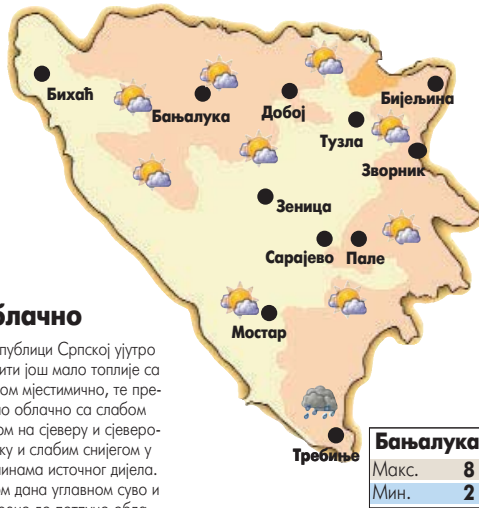 Бихаћ
Бањалука
Добој
Бијељина
Тузла
Зворник
Зеница
Сарајево Пале
Мостар
Требиње
блачно
публици Српској ујутро
ити још мало топлије са
ом мјестимично, те пре-
о облачно са слабом
ом на сјеверу и сјеверо-
ку и слабим снијегом у
инама источног дијела.
ом дана углавном суво и
Бањалука
Макс. 8
Мин. 2